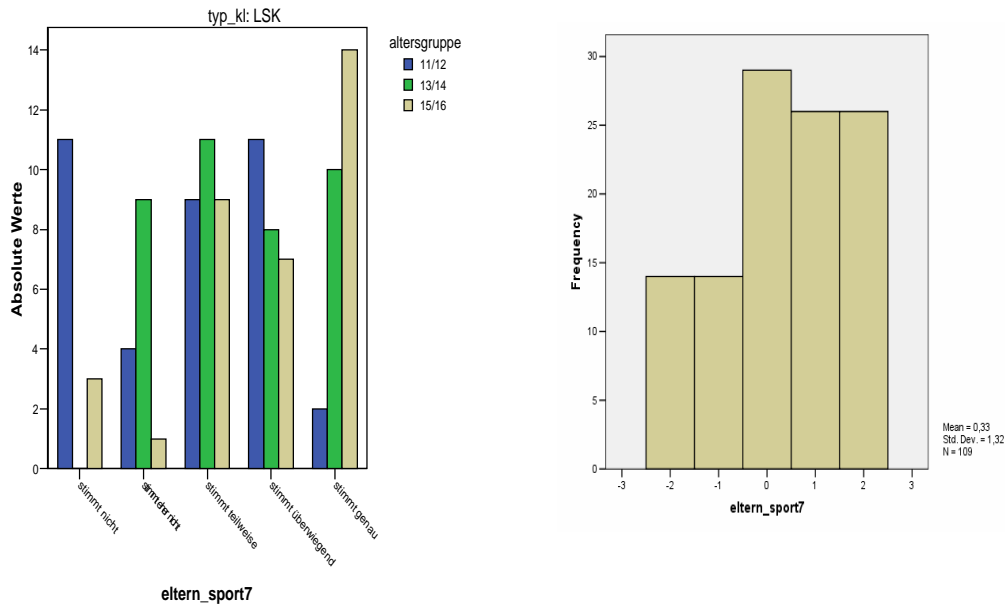 typ_kl: LSK
altersgruppe
11/12
13/14
15/16
Absolute Werte
14
12
10
8
6
4
2
0
stimmt nicht
stimmt teilweise
stimmt überwiegend
stimmt genau
eltern_sport7
Frequency
30
25
20
15
10
5
0
-3 -2 -1 0 1 2 3
eltern_sport7
Mean = 0,33
Std. Dev. = 1,32
N = 109